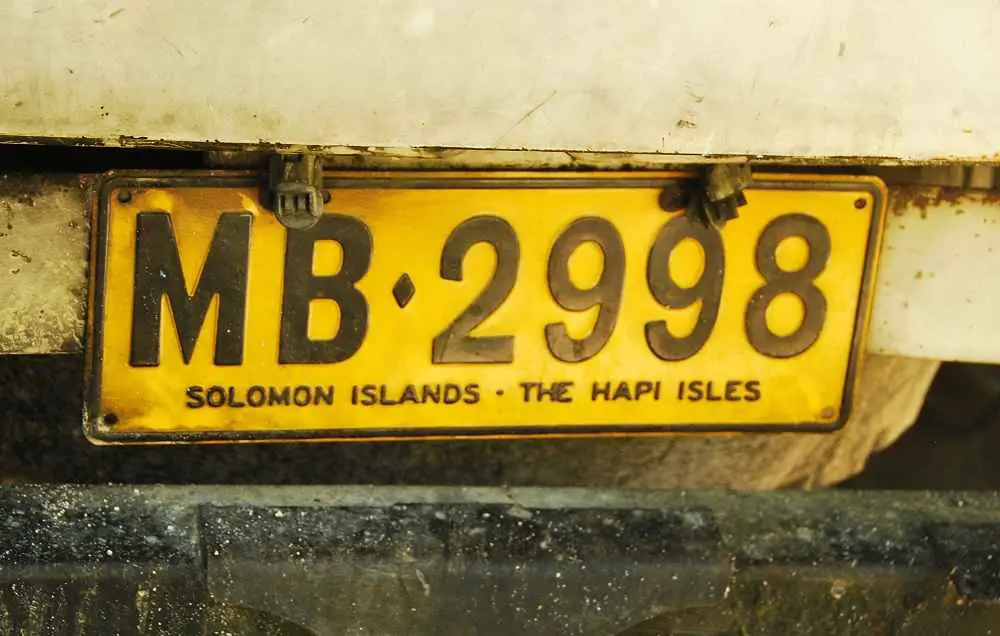 MB♦2998
SOLOMON ISLANDS · THE HAPI ISLES